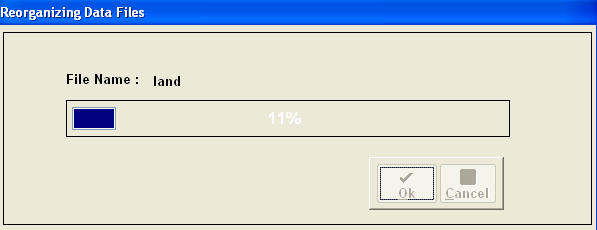 Reorganizing Data Files
File Name : land
11%
Ok Cancel